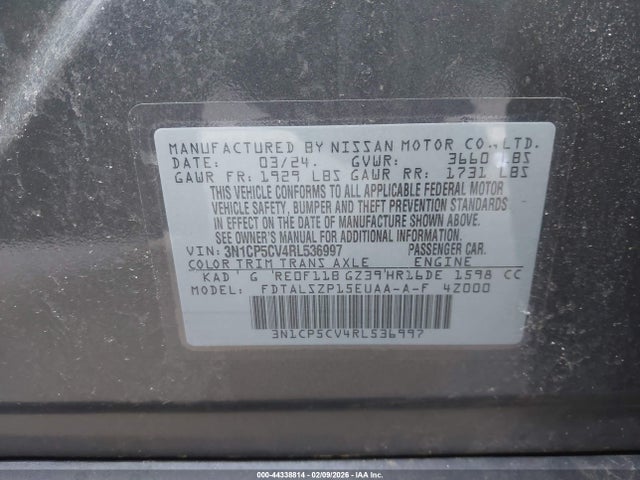 MANUFACTURED BY NISSAN MOTOR CO., LTD.
DATE: 03/24. GVWR: 3660 LBS
GAWR FR: 1929 LBS GAWR RR: 1731 LBS
THIS VEHICLE CONFORMS TO ALL APPLICABLE FEDERAL MOTOR
VEHICLE SAFETY, BUMPER AND THEFT PREVENTION STANDARDS
IN EFFECT ON THE DATE OF MANUFACTURE SHOWN ABOVE.
SEE OWNER'S MANUAL FOR ADDITIONAL INFORMATION.
VIN: 3N1CP5CV4RL536997 PASSENGER CAR.
COLOR TRIM TRANS AXLE ENGINE
KAD G RE0F11B GZ39 HR16DE 1598 CC
MODEL: FDTALSZP15EUAA-A-F 4Z000
3N1CP5CV4RL536997
000-44338814 - 02/09/2026 - IAA Inc.